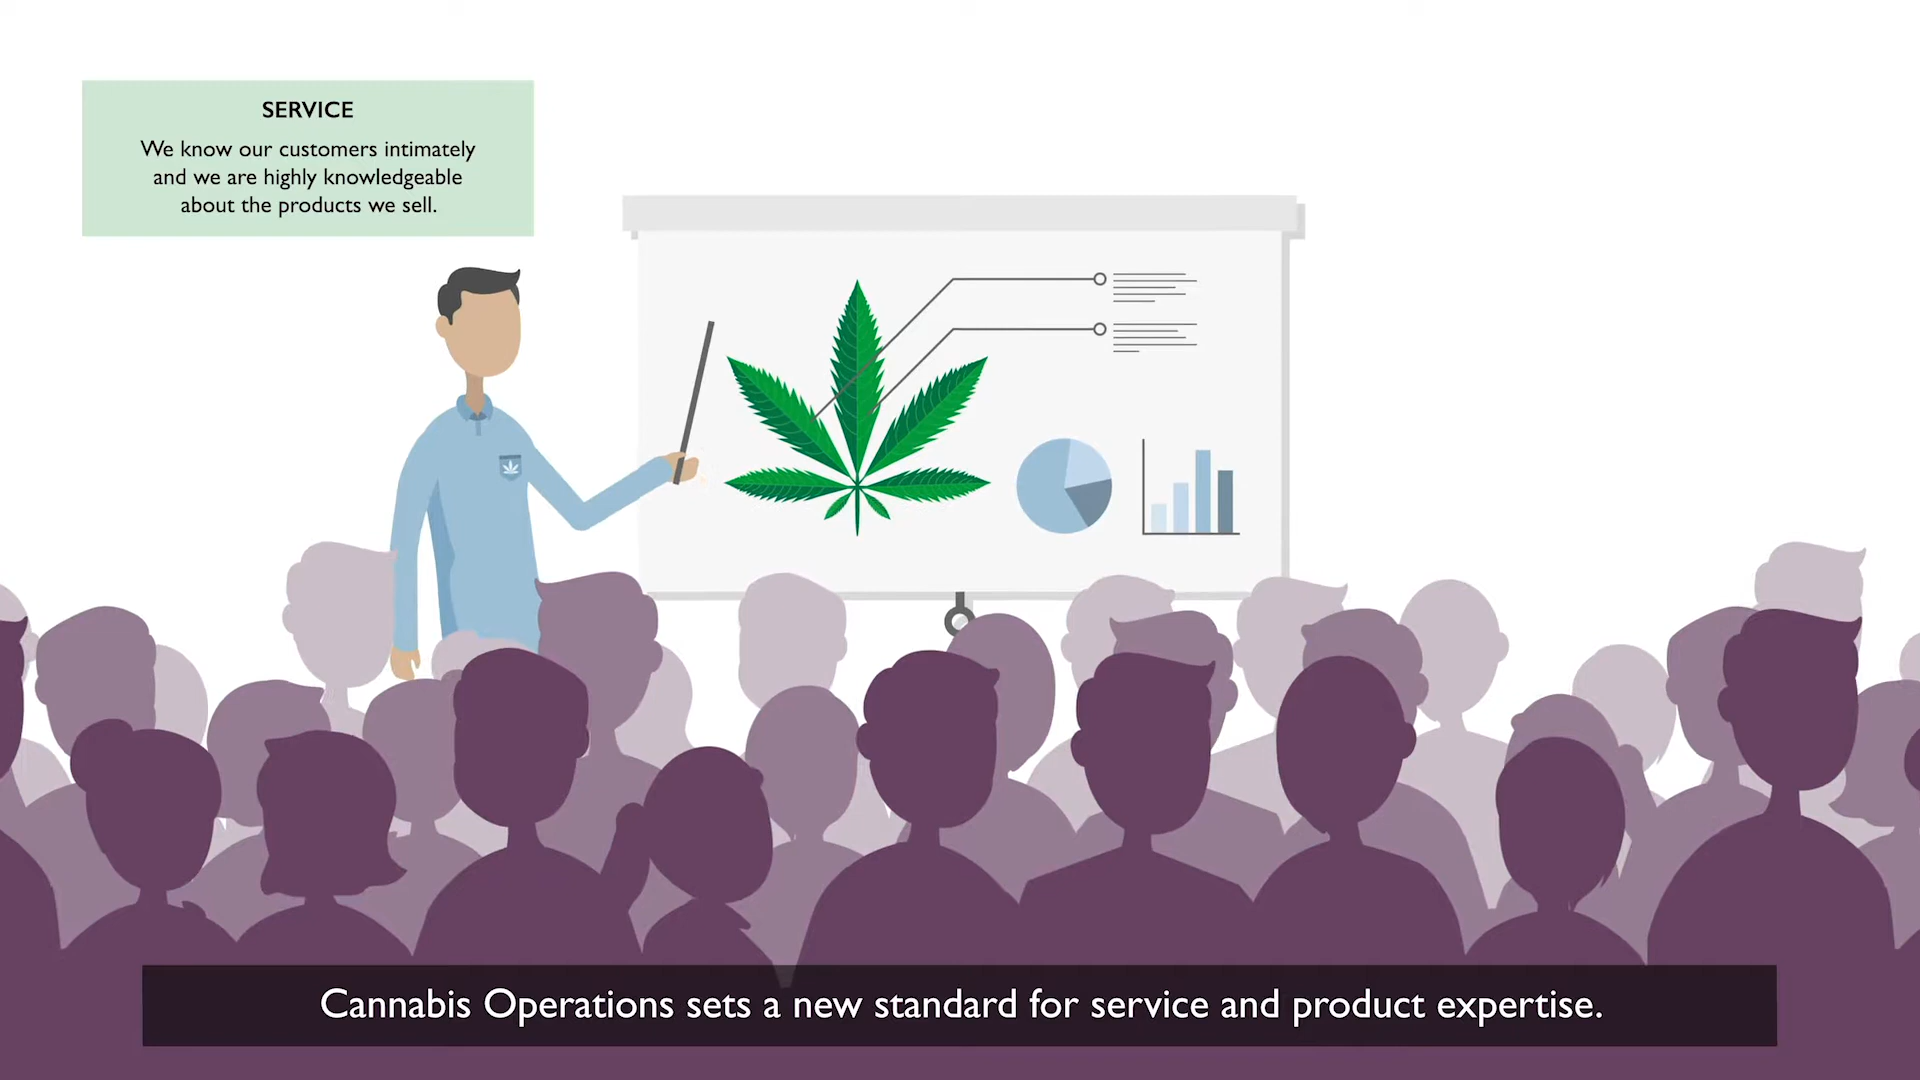 SERVICE
We know our customers intimately
and we are highly knowledgeable
about the products we sell.
Cannabis Operations sets a new standard for service and product expertise.